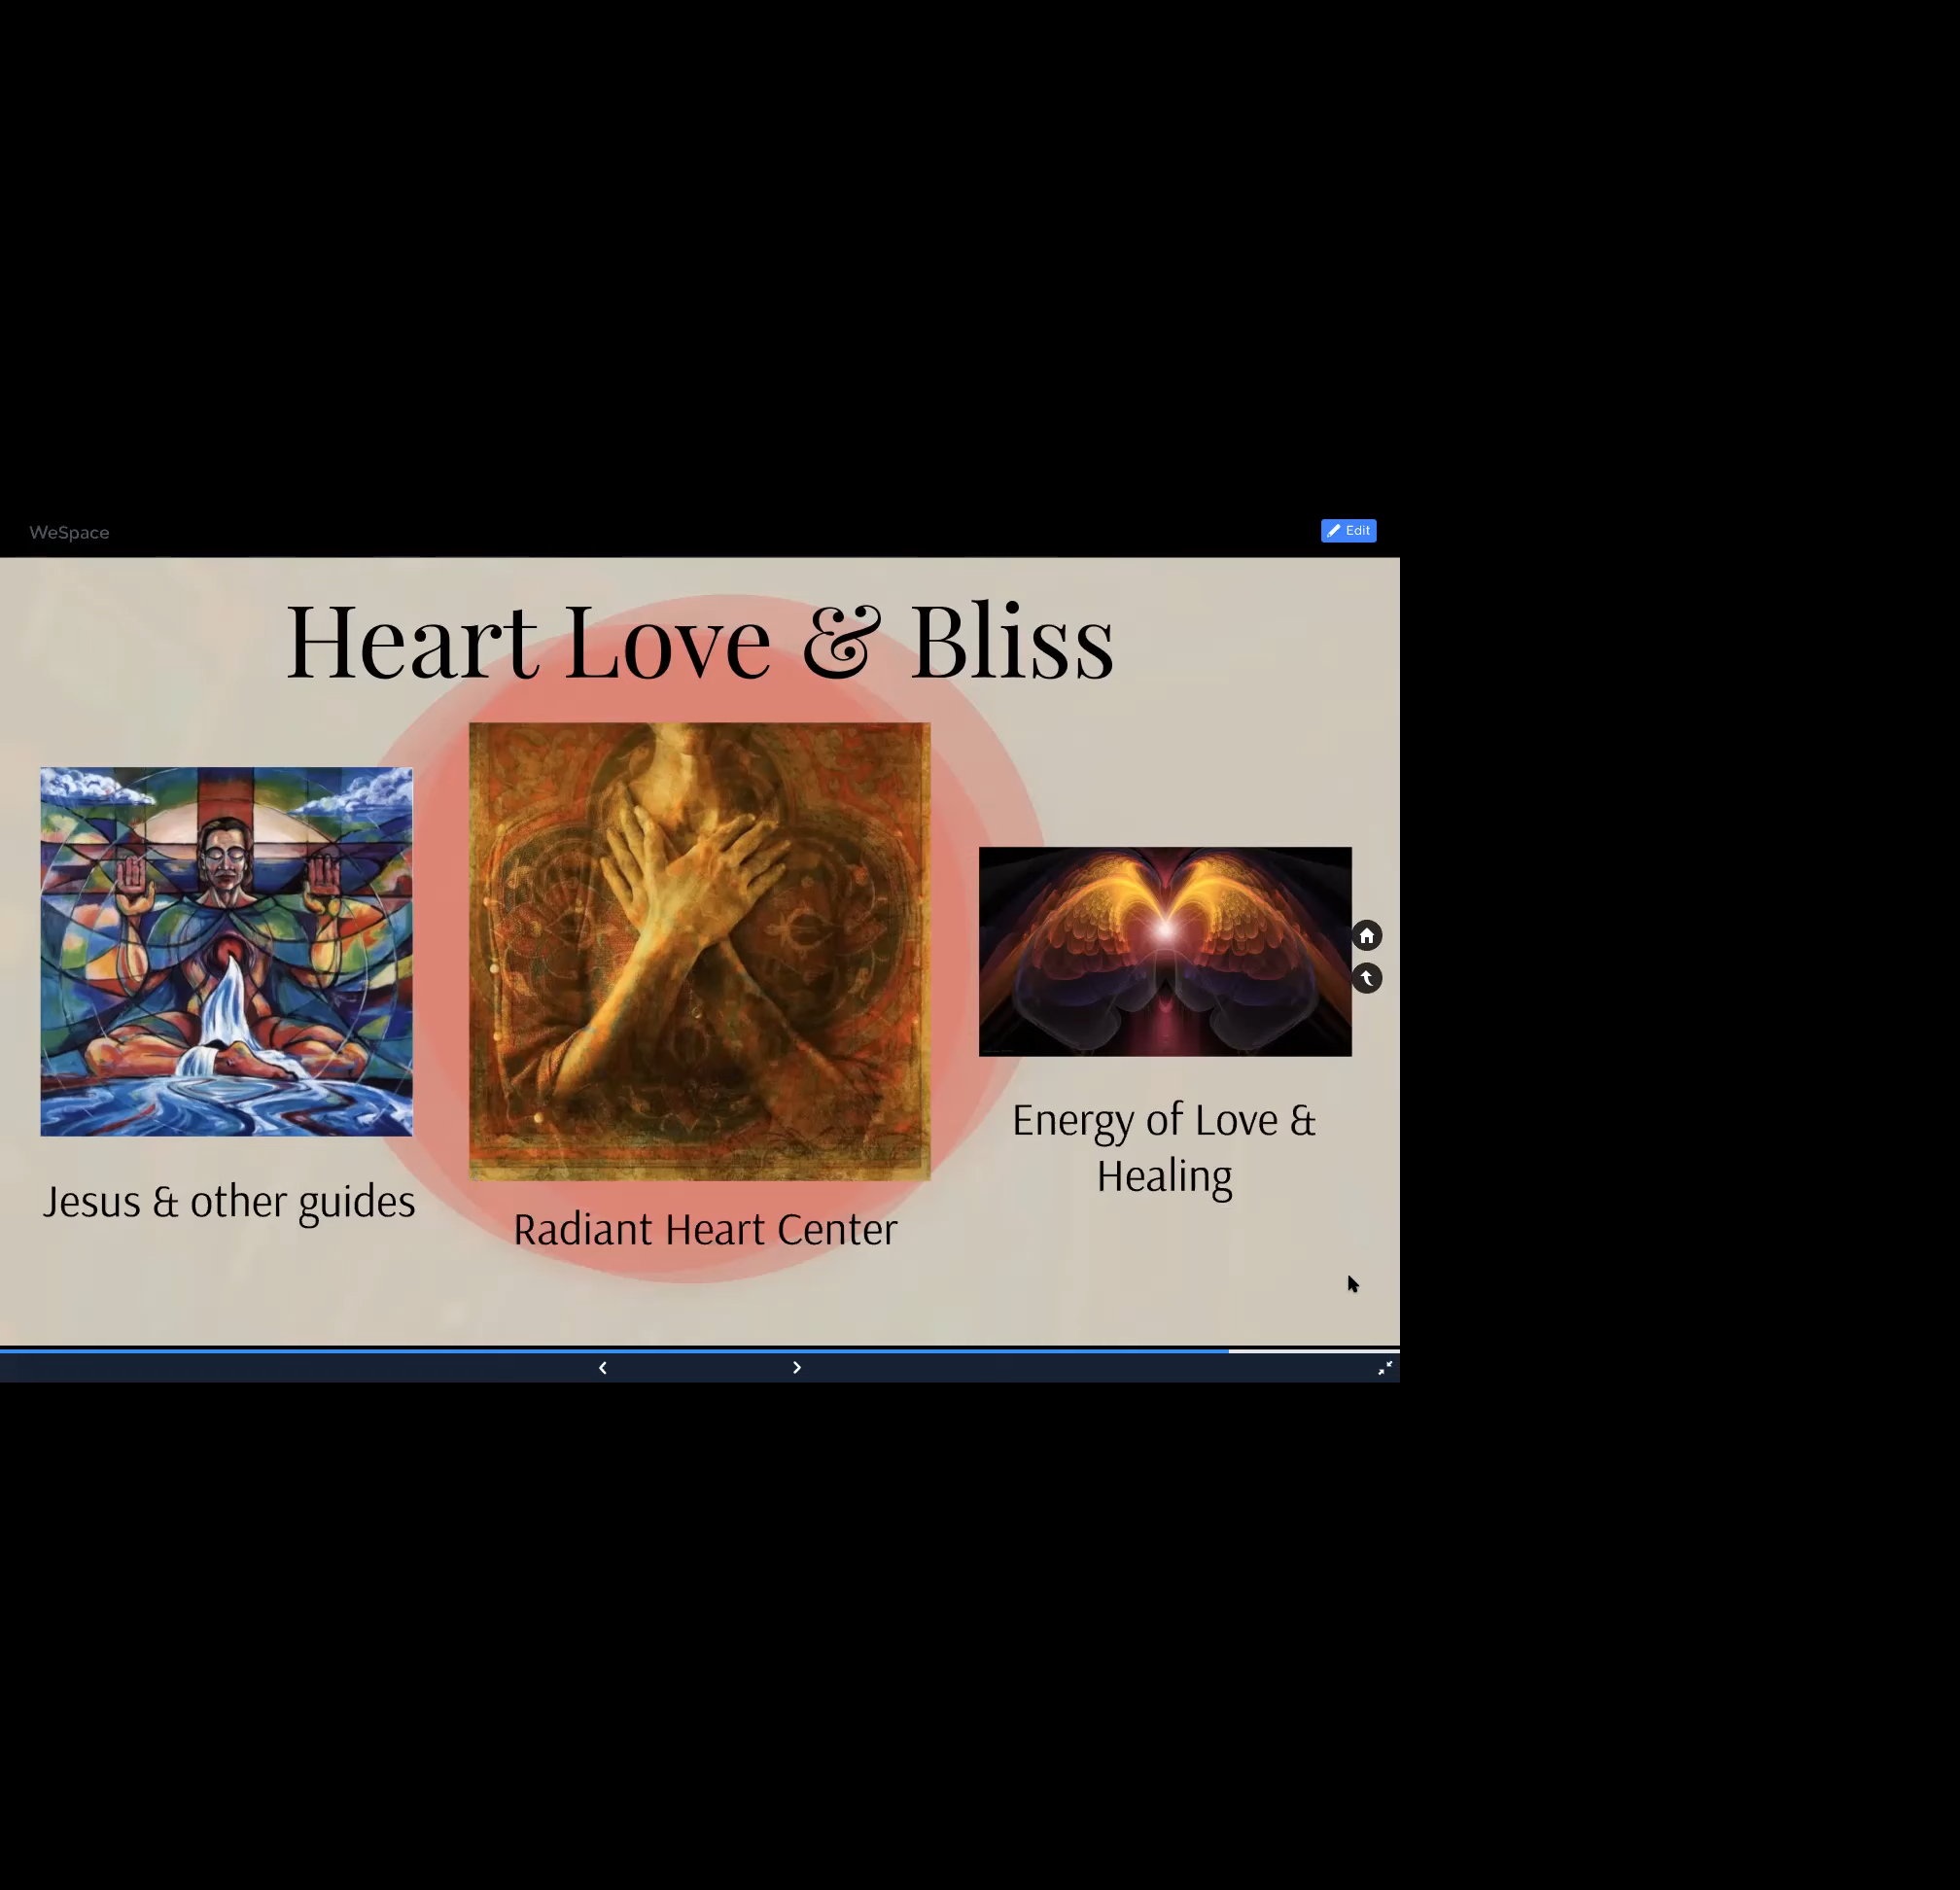 WeSpace
Edit
Heart Love & Bliss
Jesus & other guides
Radiant Heart Center
Energy of Love &
Healing